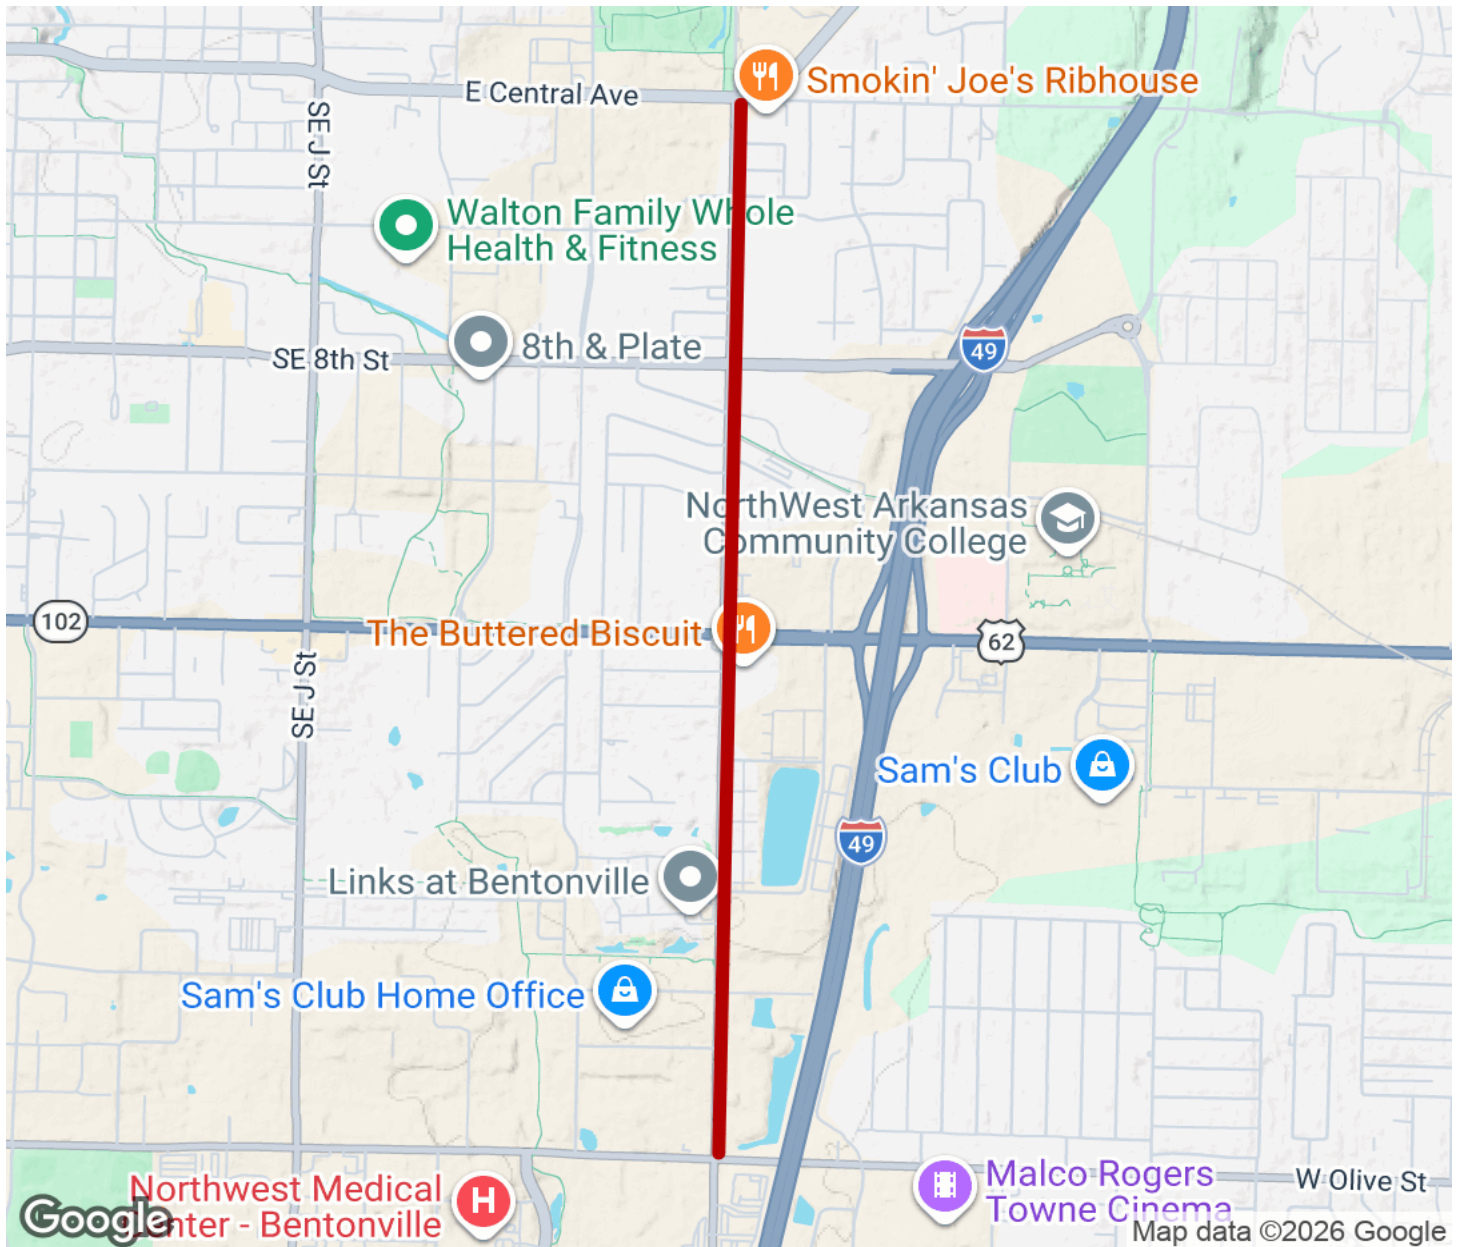 Smokin' Joe's Ribhouse
E Central Ave
SE J St
Walton Family Whole
Health & Fitness
49
8th & Plate
SE 8th St
NorthWest Arkansas
Community College
102
The Buttered Biscuit
62
SE J St
Sam's Club
49
Links at Bentonville
Sam's Club Home Office
Malco Rogers
Towne Cinema
W Olive St
Northwest Medical
Center - Bentonville
H
Google
Map data ©2026 Google